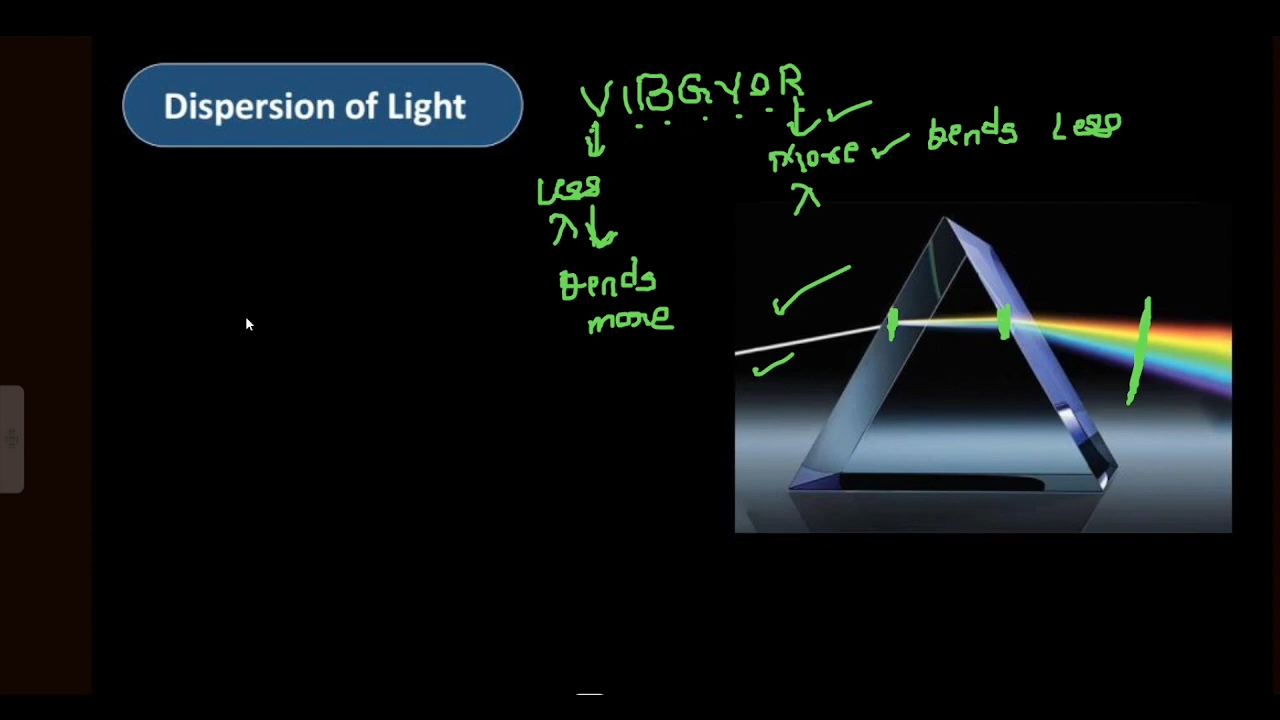 Dispersion of Light
VIBGYOR
Less
λ
Bends
more
more
λ
bends Less